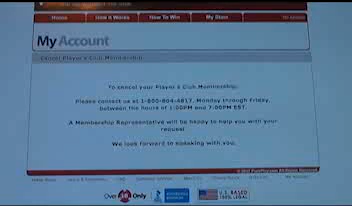 Home How It Works How To Win My Stats
My Account
Cancel Player's Club Membership
To cancel your Player's Club Membership,
Please contact us at 1-800-804-4817, Monday through Friday,
between the hours of 1:00PM and 7:00PM EST.
A Membership Representative will be happy to help you with your
request
We look forward to speaking with you.
Over 18 Only
U.S. BASED
100% LEGAL